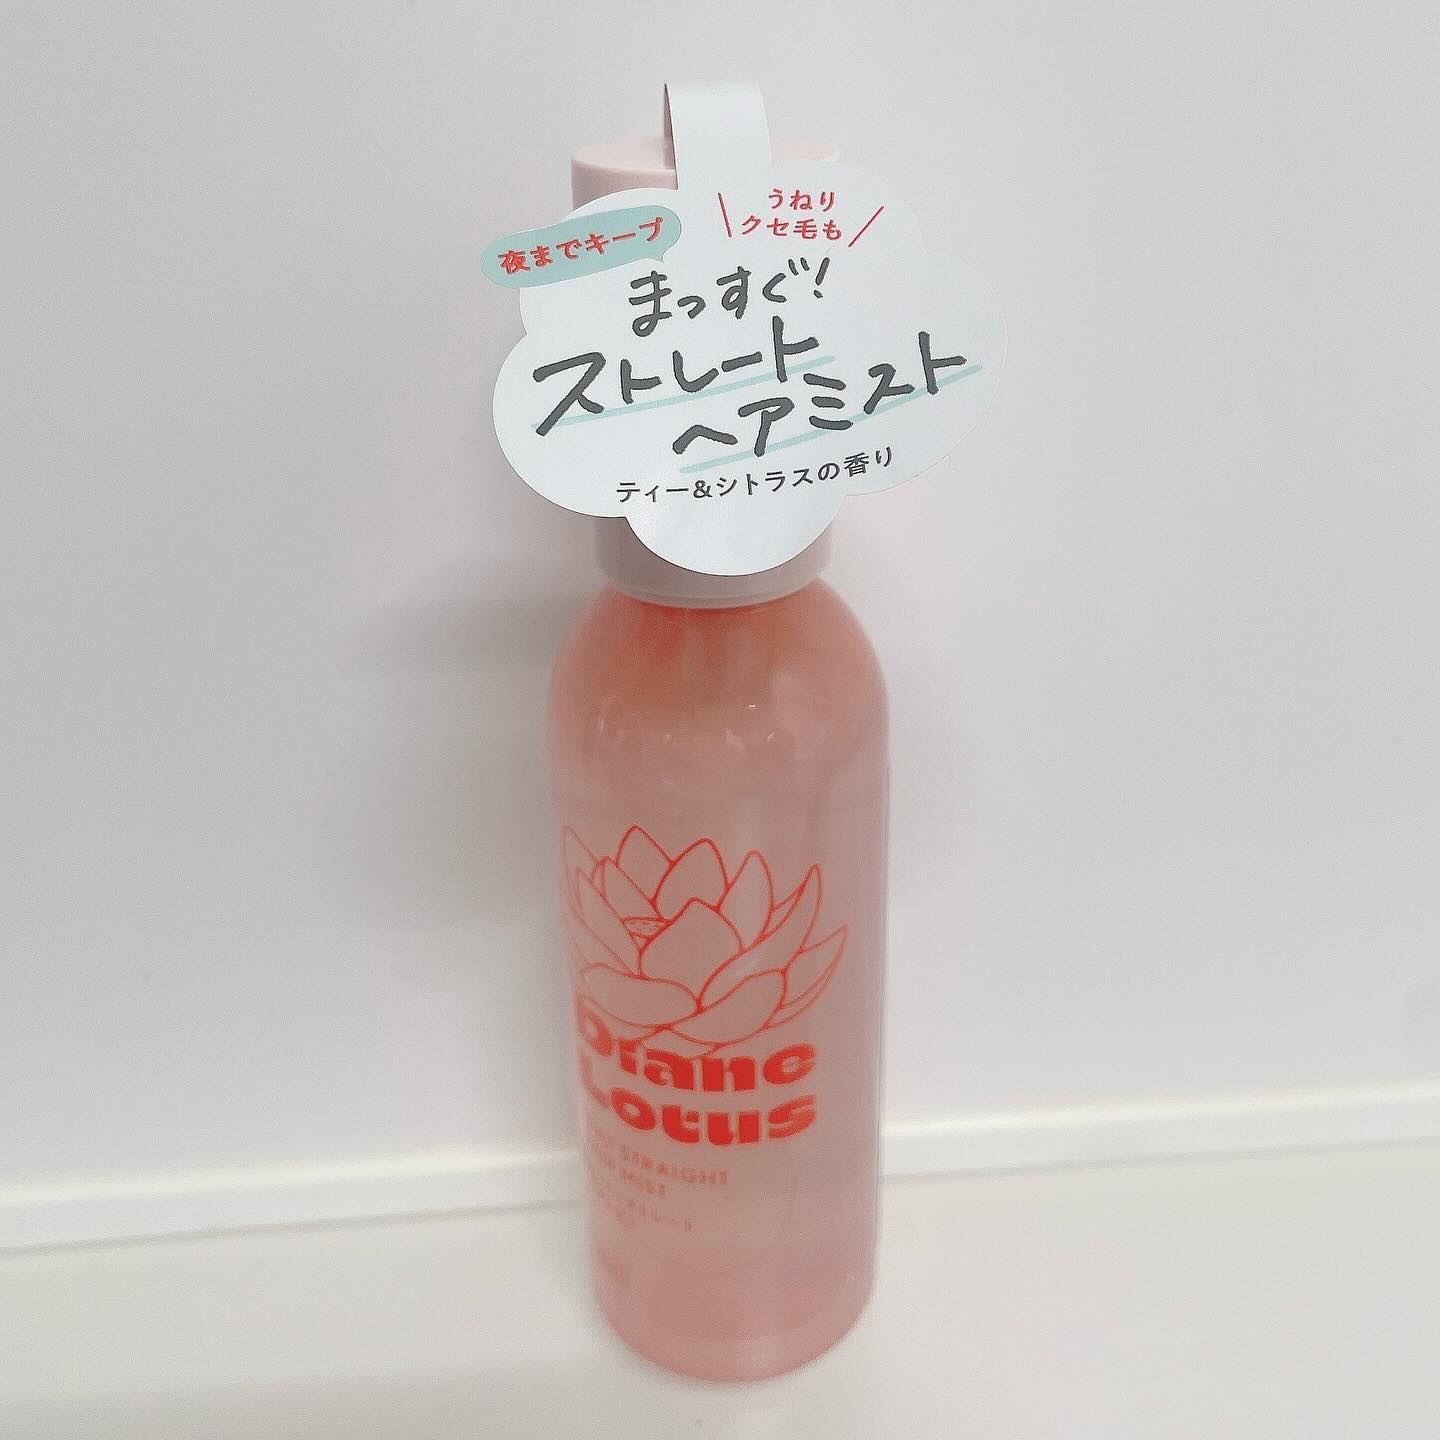 夜までキープ
うねり
クセ毛も
まっすぐ!
ストレート
ヘアミスト
ティー&シトラスの香り
Diane
Lotus
STRAIGHT
MIST